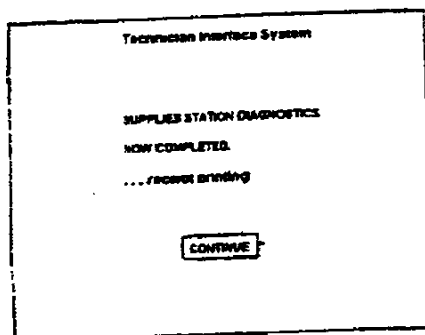 Technician Interface System
SUPPLIES STATION DIAGNOSTICS
NOW COMPLETED.
... receipt printing
CONTINUE